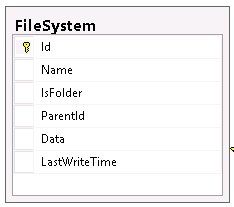 FileSystem
Id
Name
IsFolder
ParentId
Data
LastWriteTime